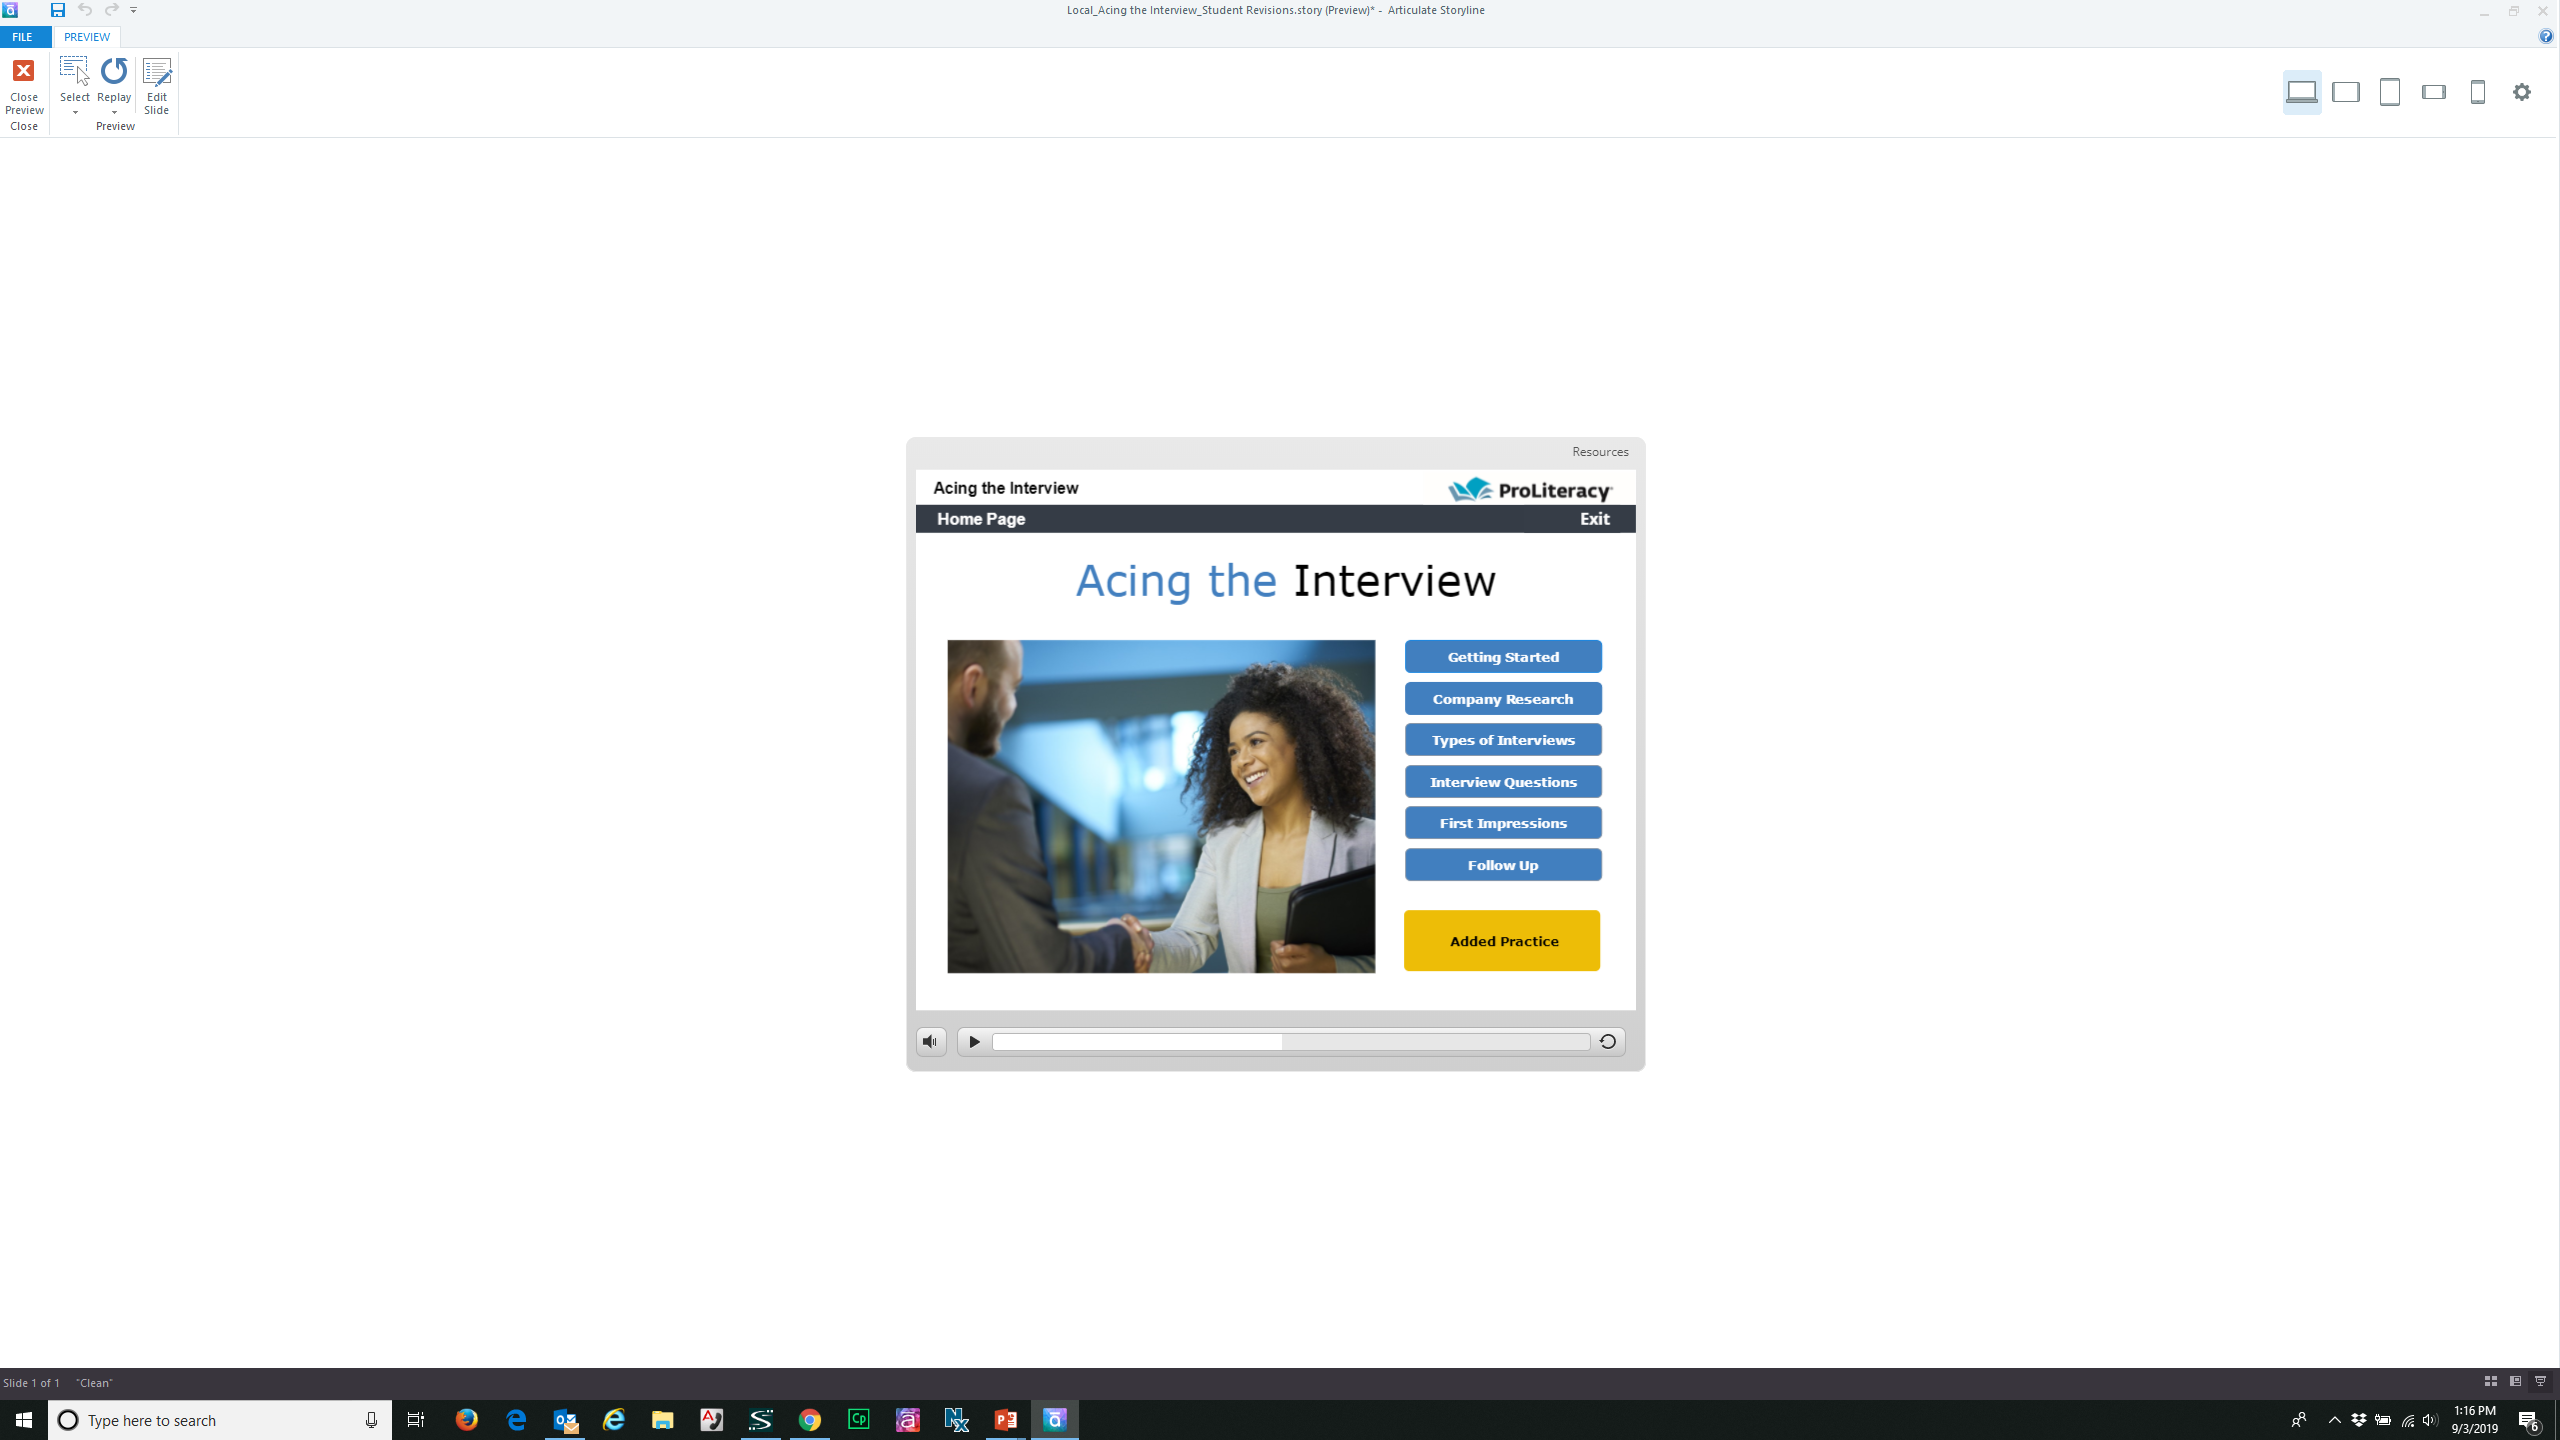 Local_Acing the Interview_Student Revisions.story (Preview)* - Articulate Storyline
FILE
PREVIEW
Close Preview
Select
Replay
Edit Slide
Close
Preview
Resources
Acing the Interview
ProLiteracy
Home Page
Exit
Acing the Interview
Getting Started
Company Research
Types of Interviews
Interview Questions
First Impressions
Follow Up
Added Practice
Slide 1 of 1
"Clean"
Type here to search
1:16 PM
9/3/2019
6